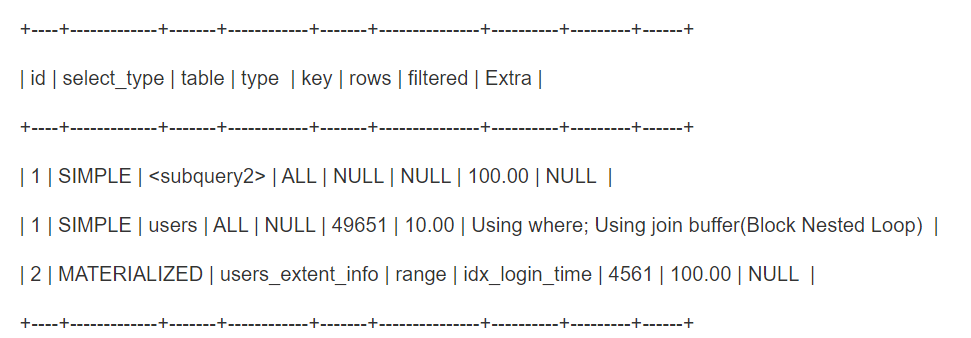 +----+-------------+-------+------------+-------+---------------+----------+---------+------+
| id | select_type | table | type  | key | rows | filtered | Extra |
+----+-------------+-------+------------+-------+---------------+----------+---------+------+
| 1 | SIMPLE | <subquery2> | ALL | NULL | NULL | 100.00 | NULL  |
| 1 | SIMPLE | users | ALL | NULL | 49651 | 10.00 | Using where; Using join buffer(Block Nested Loop)  |
| 2 | MATERIALIZED | users_extent_info | range | idx_login_time | 4561 | 100.00 | NULL  |
+----+-------------+-------+------------+-------+---------------+----------+---------+------+